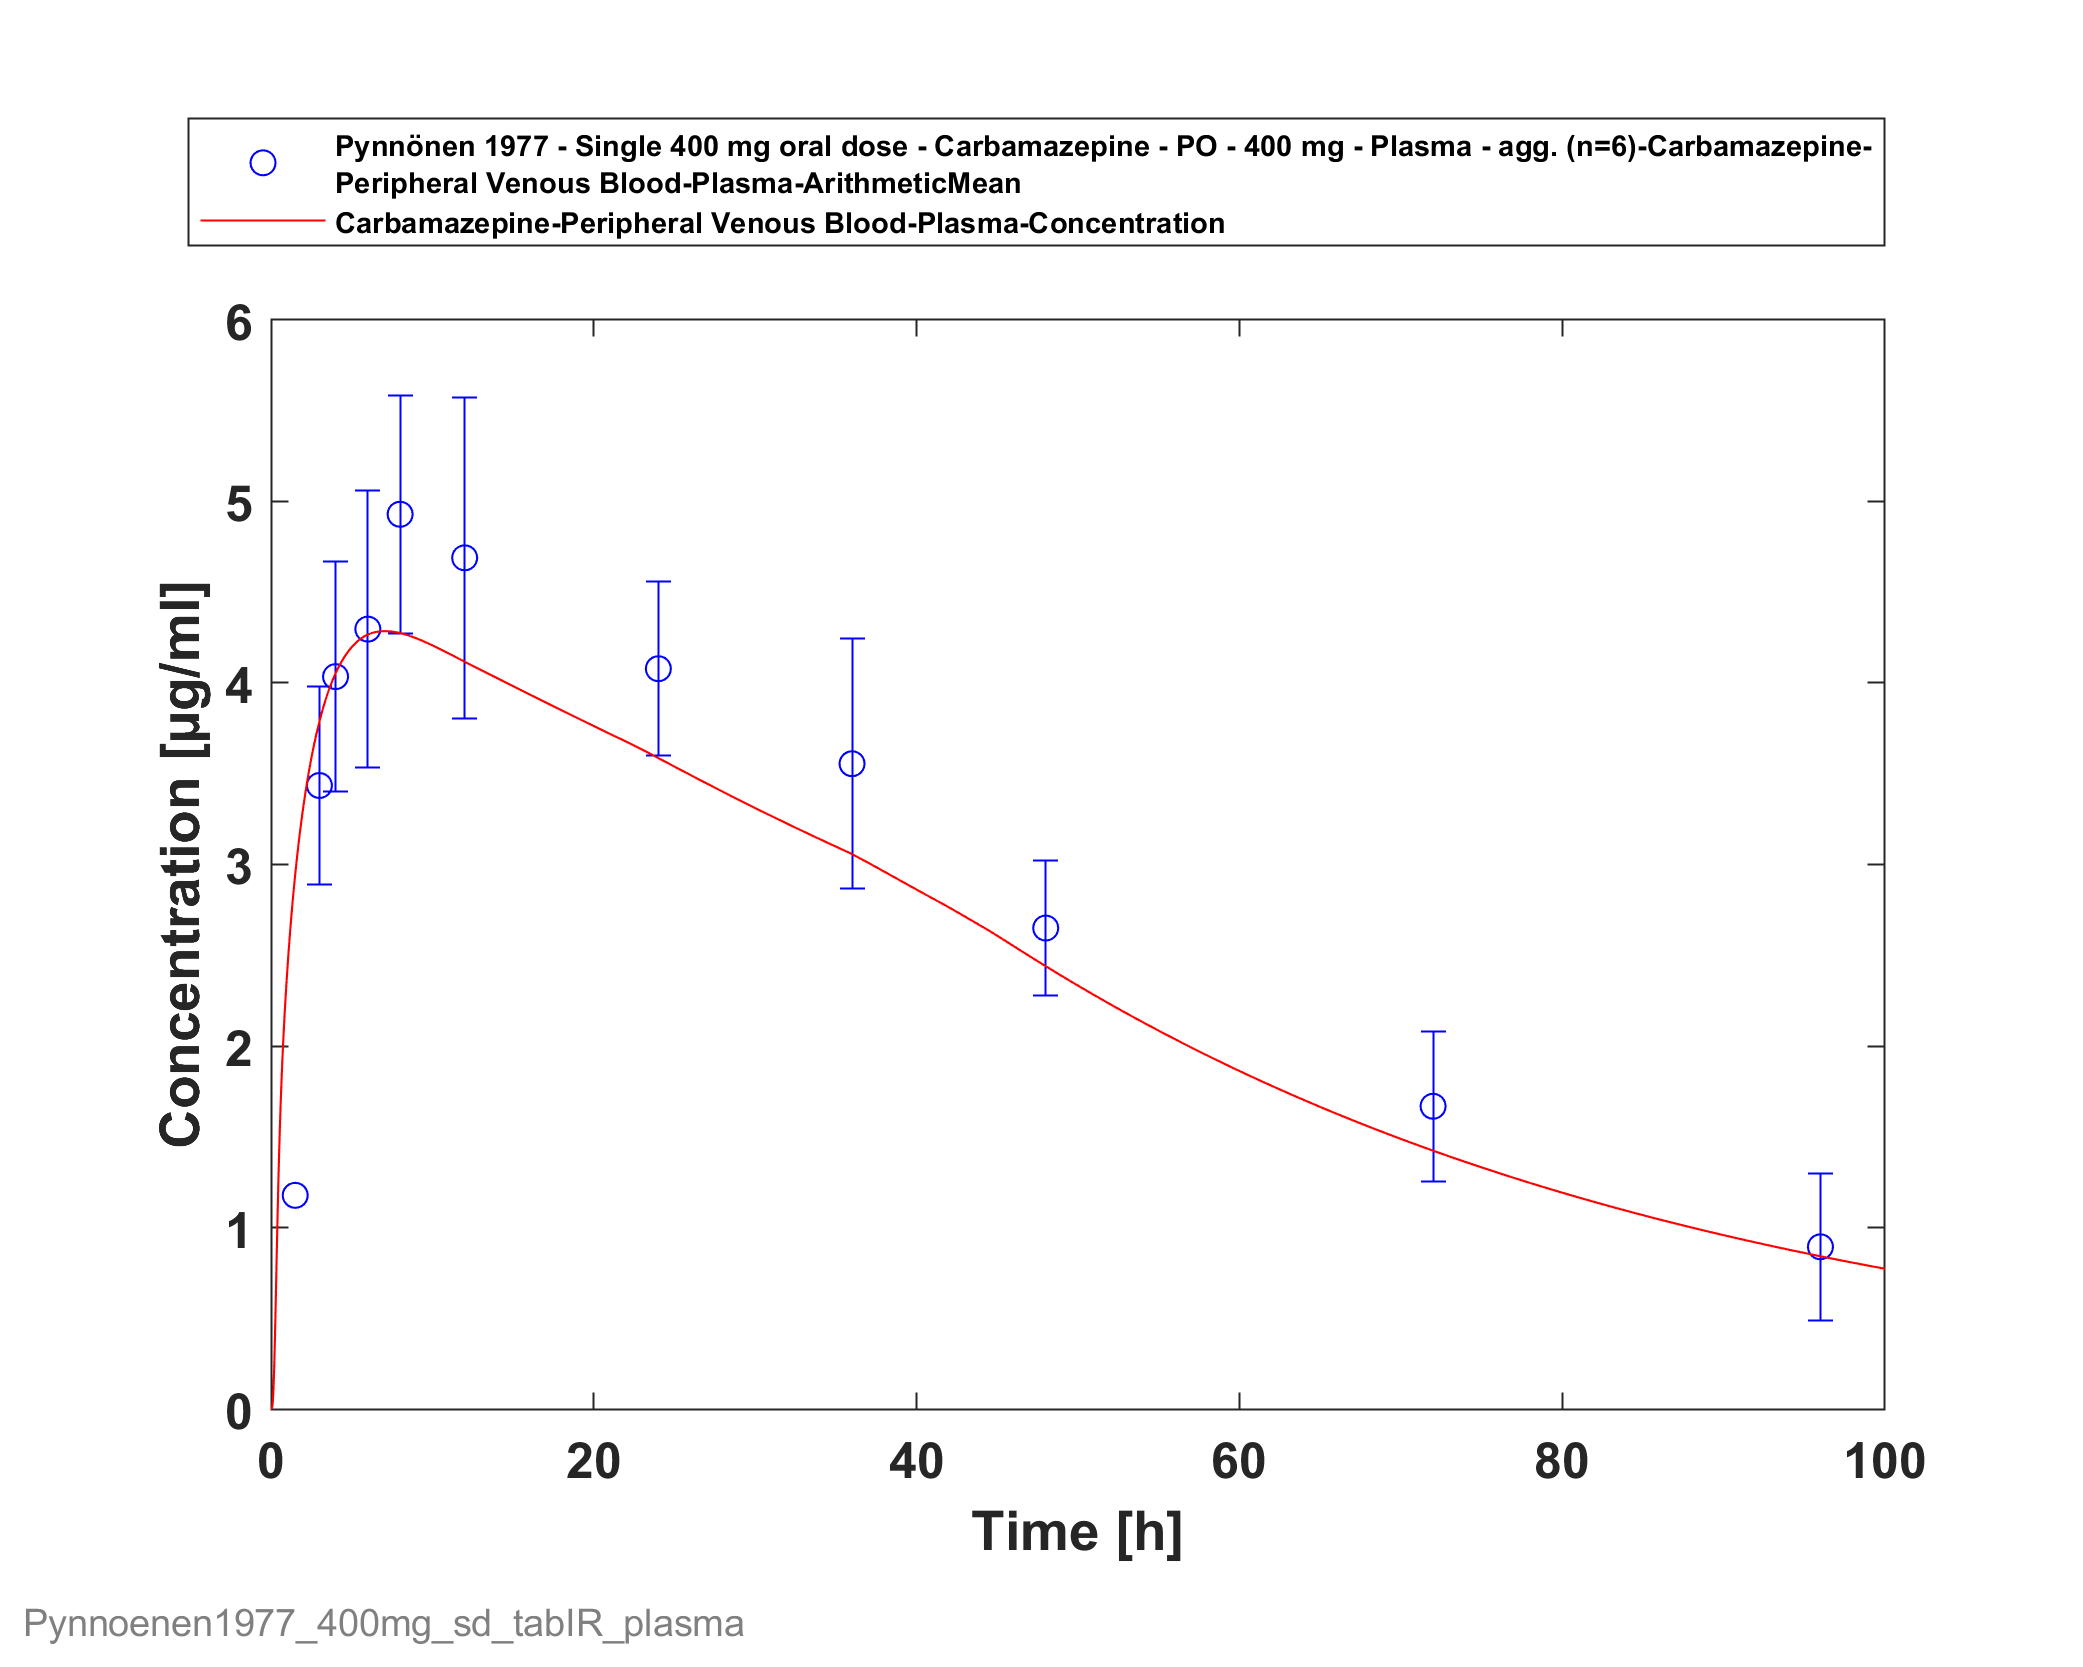 Pynnönen 1977 - Single 400 mg oral dose - Carbamazepine - PO - 400 mg - Plasma - agg. (n=6)-Carbamazepine-
Peripheral Venous Blood-Plasma-ArithmeticMean
Carbamazepine-Peripheral Venous Blood-Plasma-Concentration
6
5
4
3
2
1
0
Concentration [µg/ml]
0 20 40 60 80 100
Time [h]
Pynnoenen1977_400mg_sd_tabIR_plasma